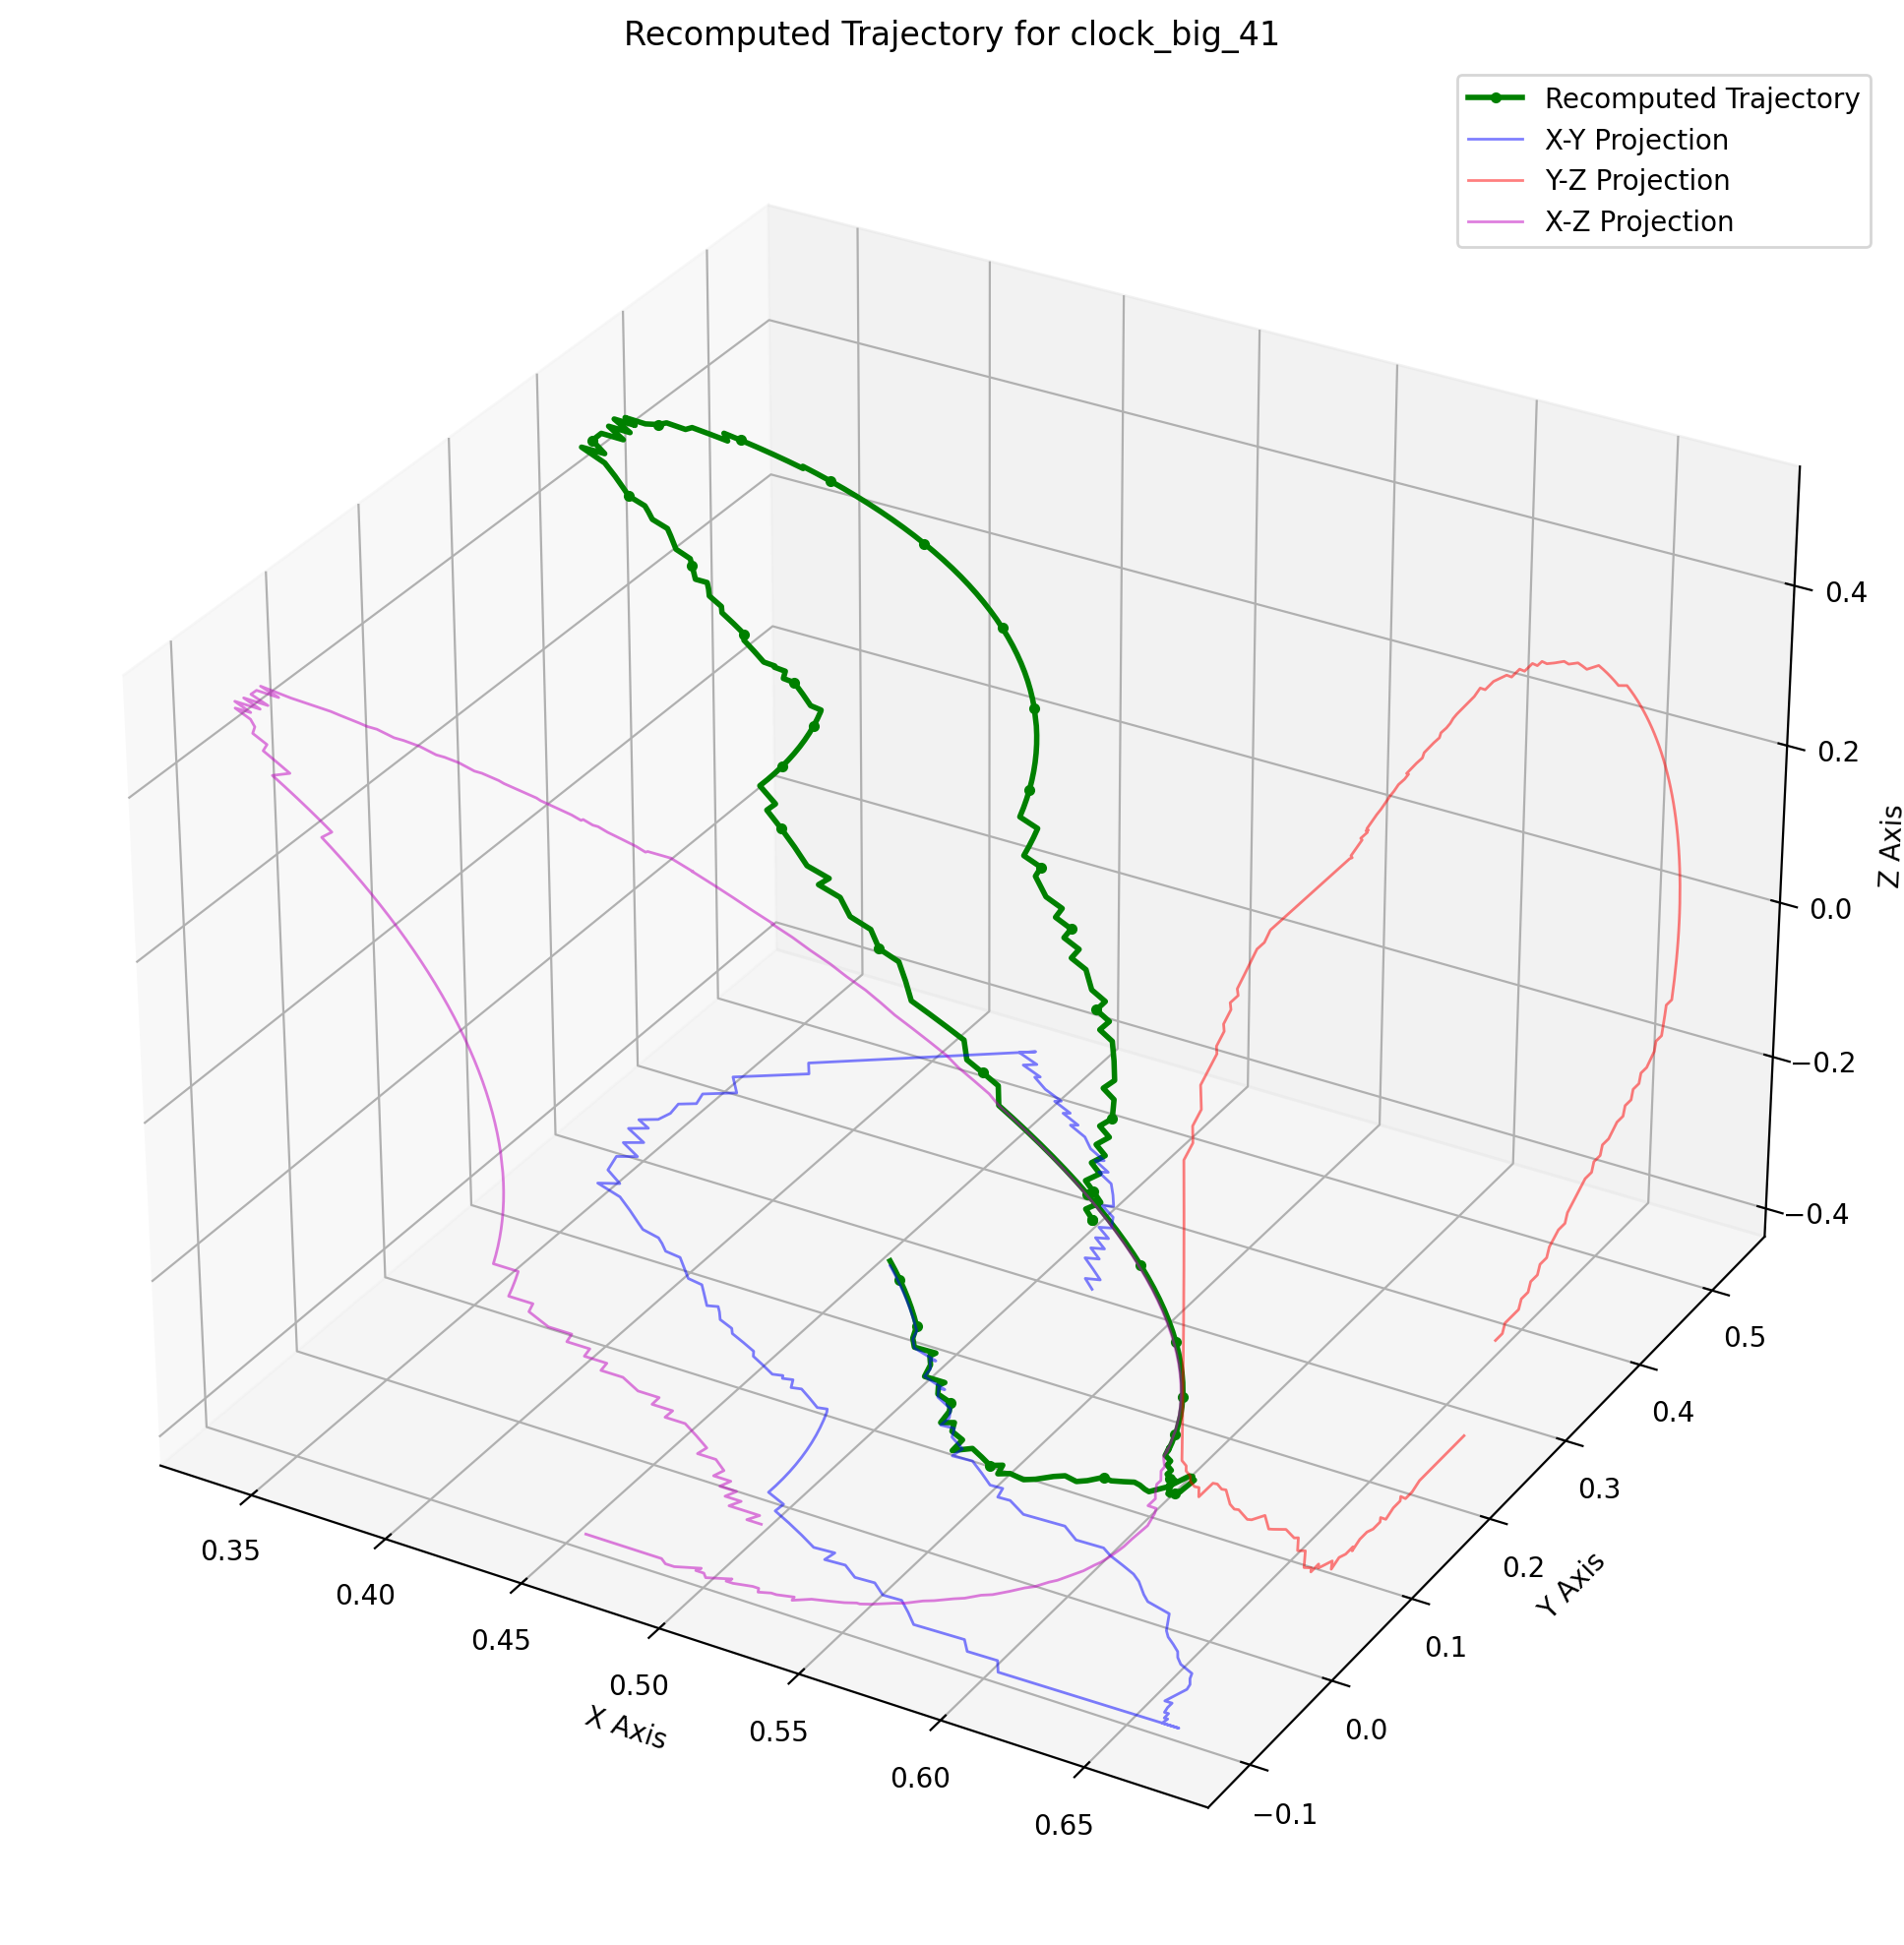 Recomputed Trajectory for clock_big_41
Recomputed Trajectory
X-Y Projection
Y-Z Projection
X-Z Projection
0.4
0.2
0.0
−0.2
−0.4
Z Axis
0.5
0.4
0.3
0.2
0.1
0.0
−0.1
Y Axis
0.35
0.40
0.45
0.50
0.55
0.60
0.65
X Axis